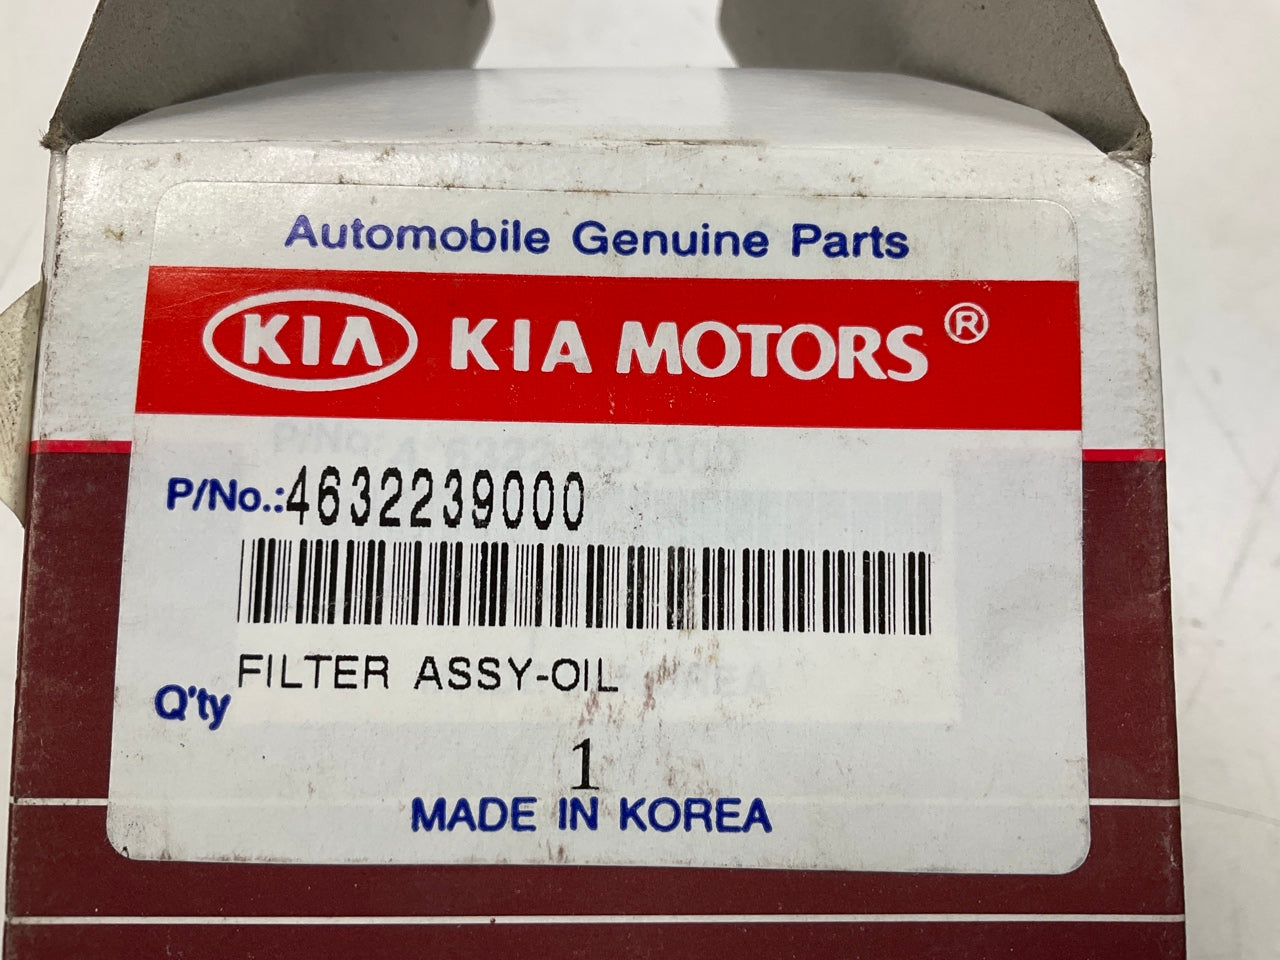 Automobile Genuine Parts
KIA KIA MOTORS ®
P/No.: 4632239000
FILTER ASSY-OIL
Q'ty
1
MADE IN KOREA